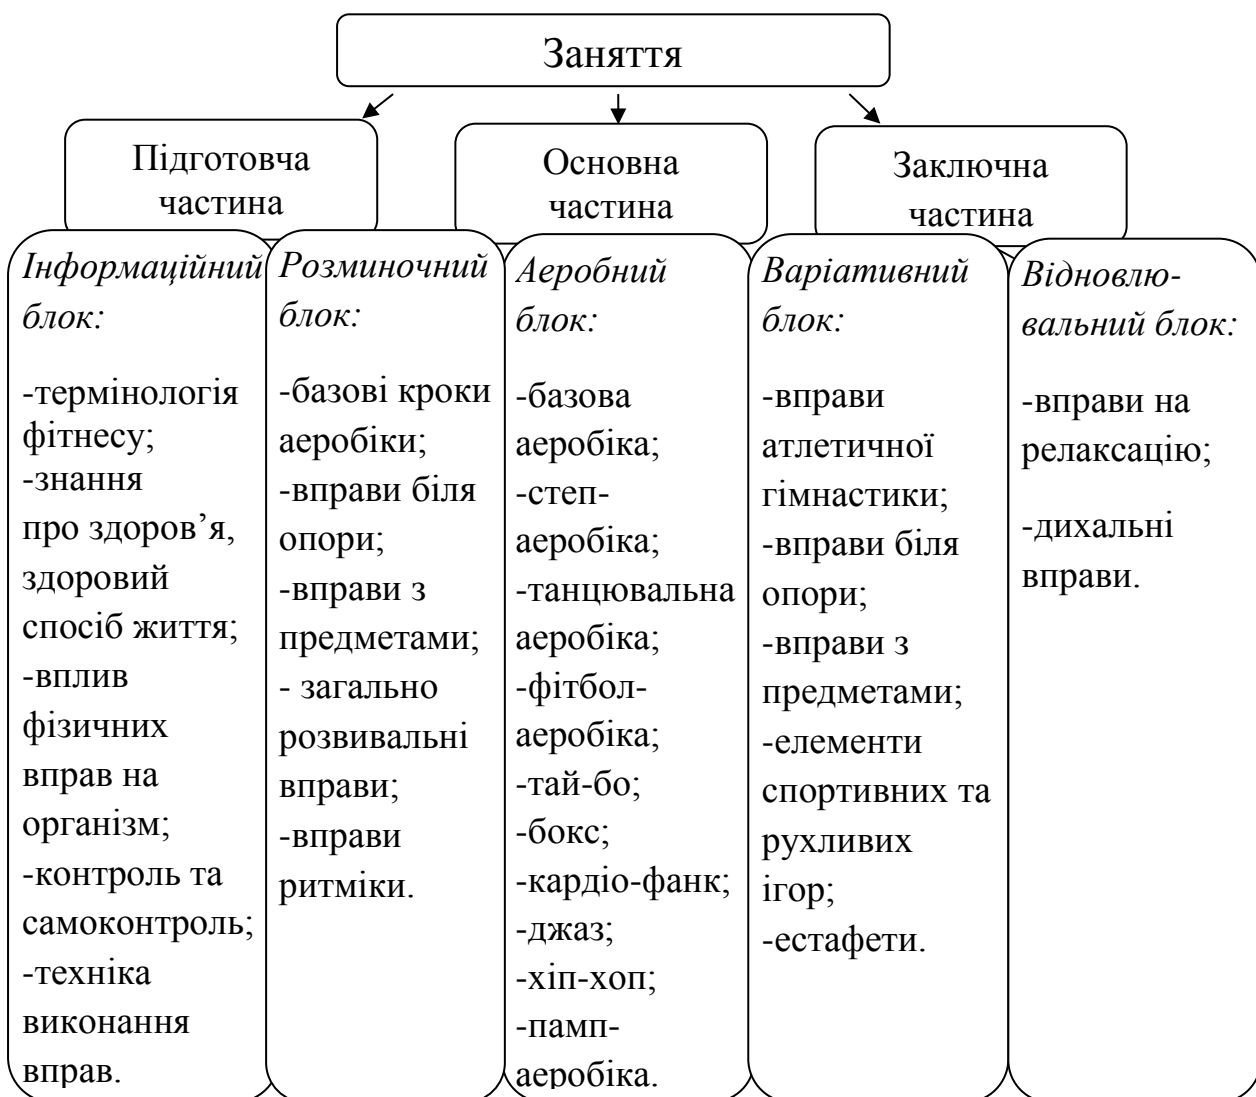 Заняття
Підготовча
частина
Основна
частина
Заключна
частина
Інформаційний
блок:
-термінологія
фітнесу;
-знання
про здоров’я,
здоровий
спосіб життя;
-вплив
фізичних
вправ на
організм;
-контроль та
самоконтроль;
-техніка
виконання
вправ.
Розминочний
блок:
-базові кроки
аеробіки;
-вправи біля
опори;
-вправи з
предметами;
- загально
розвивальні
вправи;
-вправи
ритміки.
Аеробний
блок:
-базова
аеробіка;
-степ-
аеробіка;
-танцювальна
аеробіка;
-фітбол-
аеробіка;
-тай-бо;
-бокс;
-кардіо-фанк;
-джаз;
-хіп-хоп;
-памп-
аеробіка.
Варіативний
блок:
-вправи
атлетичної
гімнастики;
-вправи біля
опори;
-вправи з
предметами;
-елементи
спортивних та
рухливих
ігор;
-естафети.
Відновлю-
вальний блок:
-вправи на
релаксацію;
-дихальні
вправи.